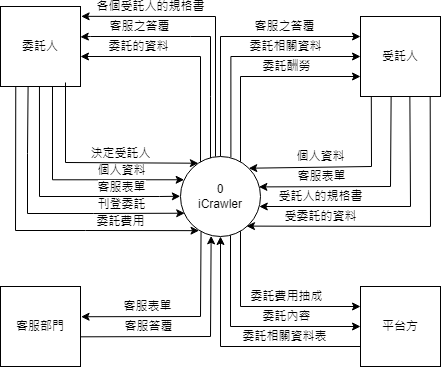 各個受託人的規格書
客服之答覆
委託的資料
委託人
客服之答覆
委託相關資料
委託酬勞
受託人
決定受託人
個人資料
客服表單
刊登委託
委託費用
0
iCrawler
個人資料
客服表單
受託人的規格書
受委託的資料
客服表單
客服答覆
客服部門
委託費用抽成
委託內容
委託相關資料表
平台方